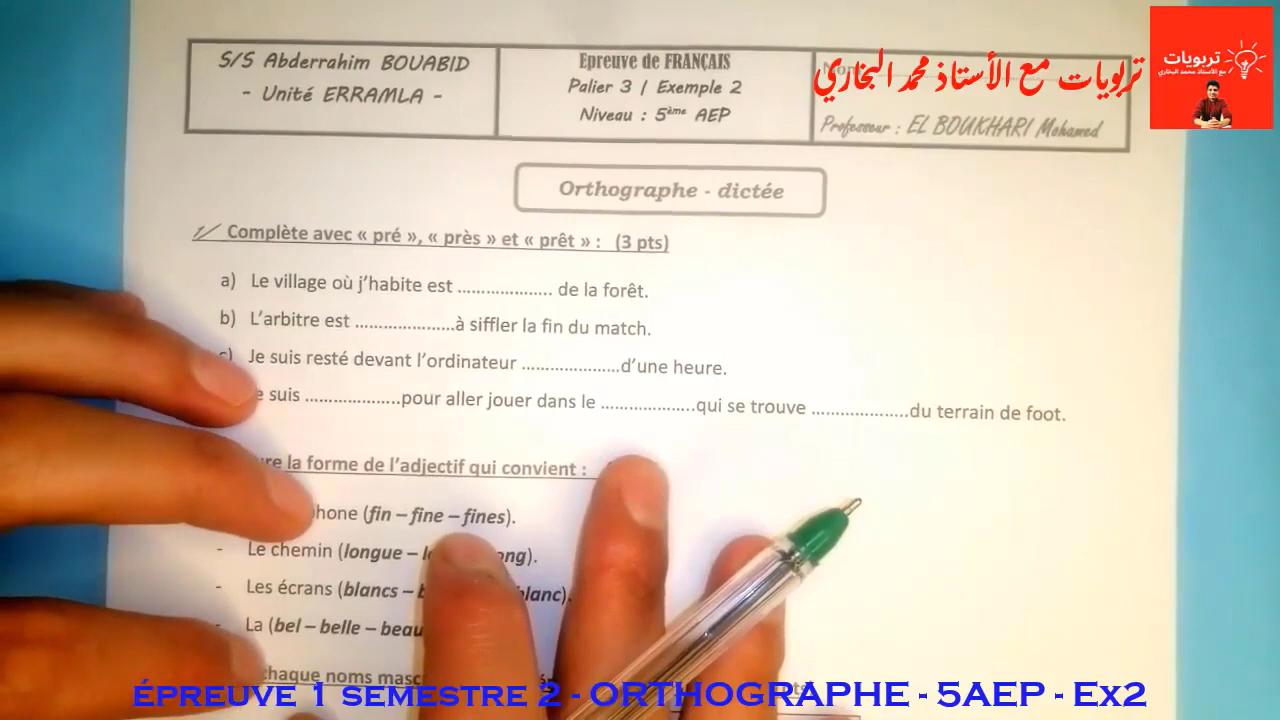 S/S Abderrahim BOUABID
- Unité ERRAMLA -
Epreuve de FRANÇAIS
Palier 3 / Exemple 2
Niveau : 5ème AEP
تربويات مع الأستاذ محمد البخاري
Professeur : EL BOUKHARI Mohamed
تربويات
مع الأستاذ محمد البخاري
Orthographe - dictée
1/ Complète avec « pré », « près » et « prêt » : (3 pts)
a) Le village où j'habite est ………………… de la forêt.
b) L'arbitre est …………………à siffler la fin du match.
c) Je suis resté devant l'ordinateur …………………d'une heure.
suis …………………pour aller jouer dans le …………………qui se trouve …………………du terrain de foot.
la forme de l'adjectif qui convient :
(fin – fine – fines).
- Le chemin (longue –
- Les écrans (blancs – blanc).
- La (bel – belle –
chaque noms
ÉPREUVE 1 SEMESTRE 2 - ORTHOGRAPHE - 5AEP - EX2